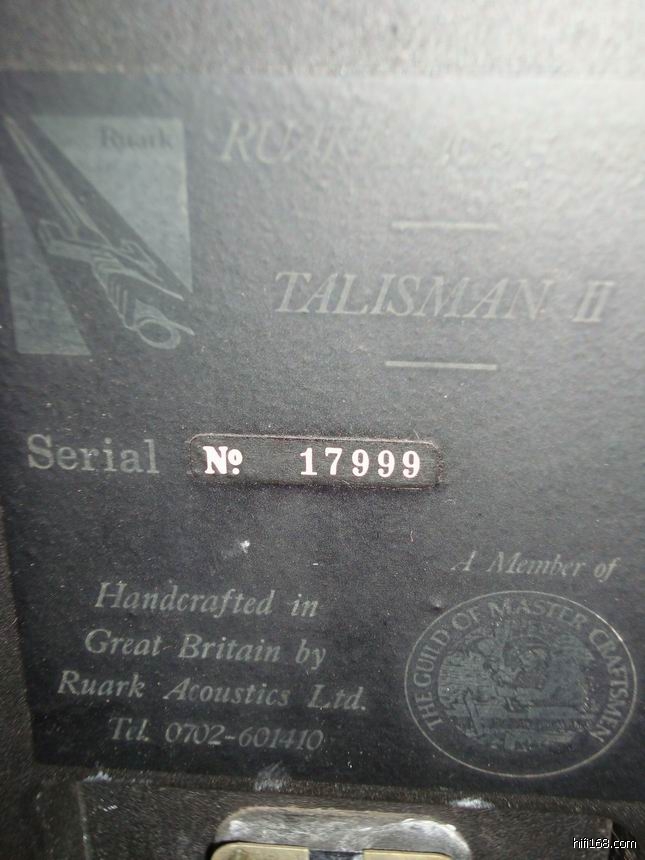 Ruark
RUARK
TALISMAN II
Serial No. 17999
A Member of
THE GUILD OF MASTER CRAFTSMEN
Handcrafted in
Great Britain by
Ruark Acoustics Ltd.
Tel. 0702-601410
hifi168.com